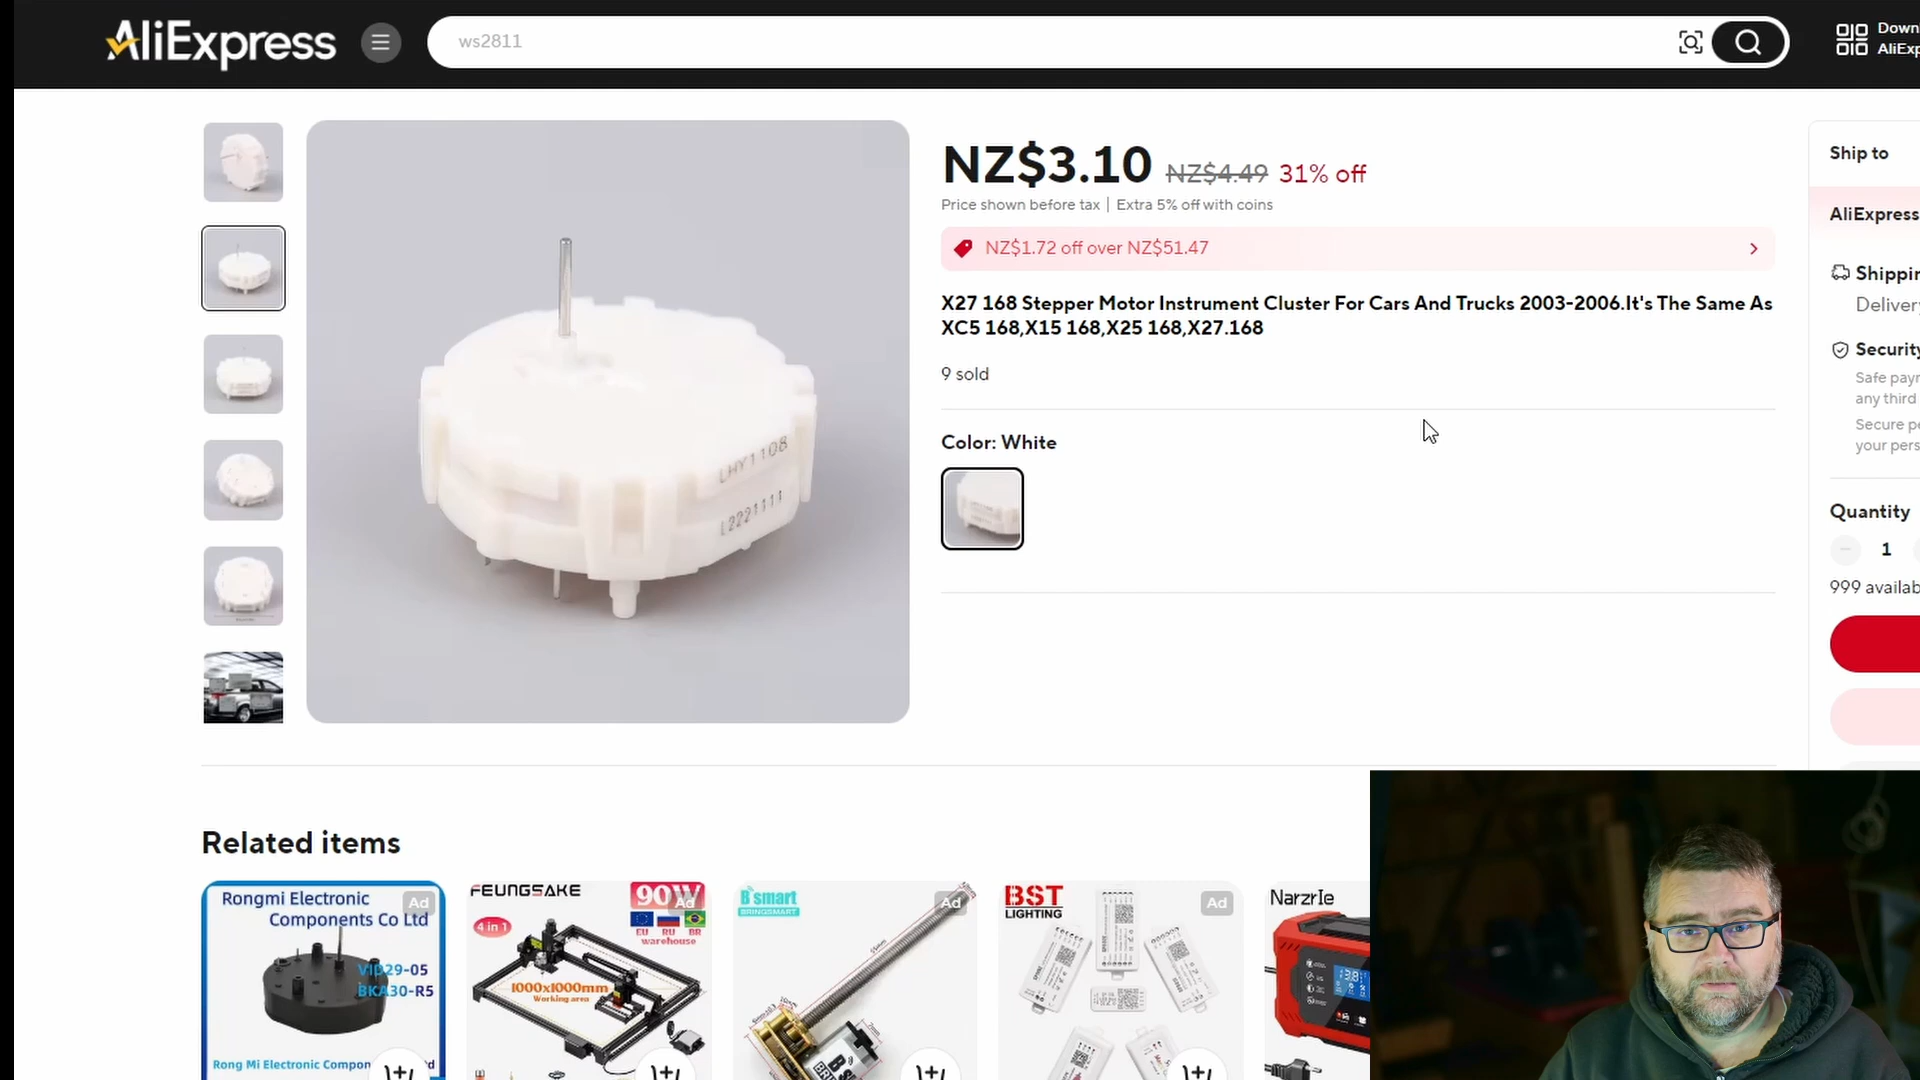 AliExpress
ws2811
Down
AliExp
NZ$3.10 NZ$4.49 31% off
Price shown before tax | Extra 5% off with coins
NZ$1.72 off over NZ$51.47
X27 168 Stepper Motor Instrument Cluster For Cars And Trucks 2003-2006.It's The Same As
XC5 168,X15 168,X25 168,X27.168
9 sold
Color: White
LHY1108
L2221111
Ship to
AliExpress
Shippin
Delivery
Security
Safe payr
any third
Secure pe
your pers
Quantity
1
999 availab
Related items
Rongmi Electronic
Components Co Ltd
Ad
VID29-05
BKA30-R5
Rong Mi Electronic Compon
FEUNGSAKE
90W
Ad
4 in 1
EU RU BR
warehouse
1000x1000mm
Working area
B smart
BRINGSMART
Ad
BST
LIGHTING
Ad
NarzrIe